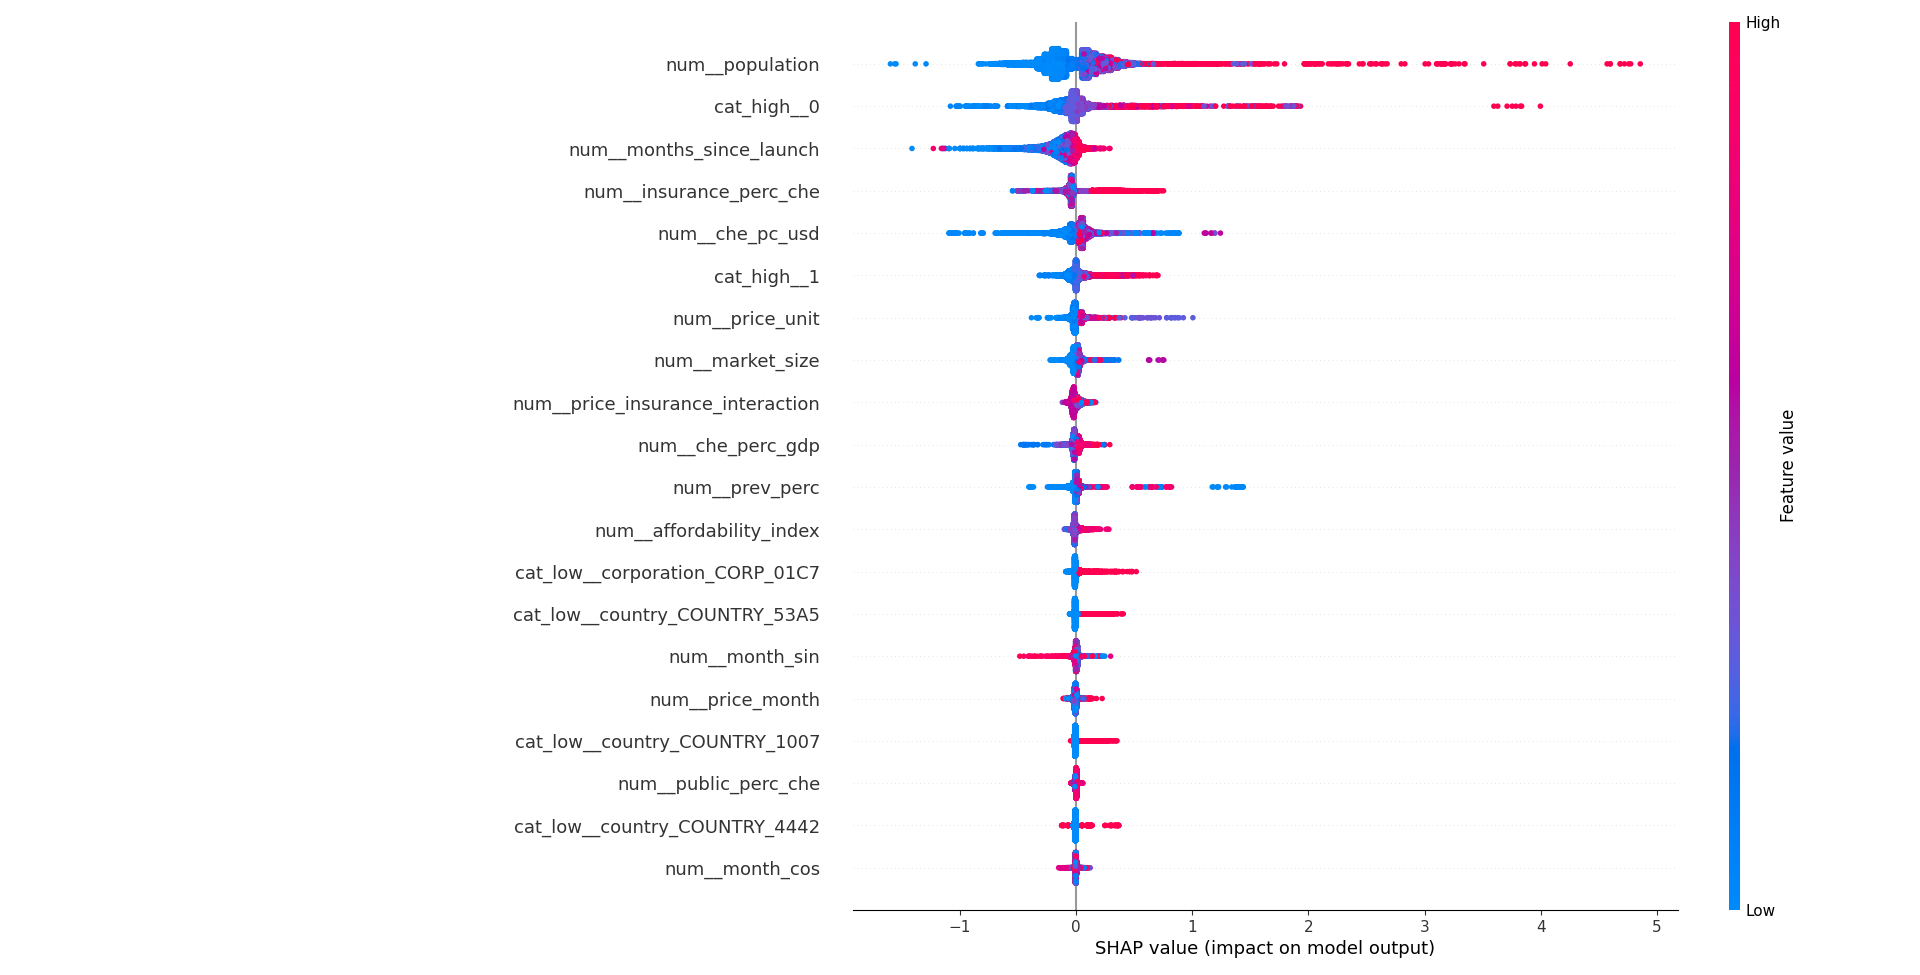 High
num__population
cat_high__0
num__months_since_launch
num__insurance_perc_che
num__che_pc_usd
cat_high__1
num__price_unit
num__market_size
num__price_insurance_interaction
num__che_perc_gdp
num__prev_perc
num__affordability_index
cat_low__corporation_CORP_01C7
cat_low__country_COUNTRY_53A5
num__month_sin
num__price_month
cat_low__country_COUNTRY_1007
num__public_perc_che
cat_low__country_COUNTRY_4442
num__month_cos
Feature value
Low
−1 0 1 2 3 4 5
SHAP value (impact on model output)